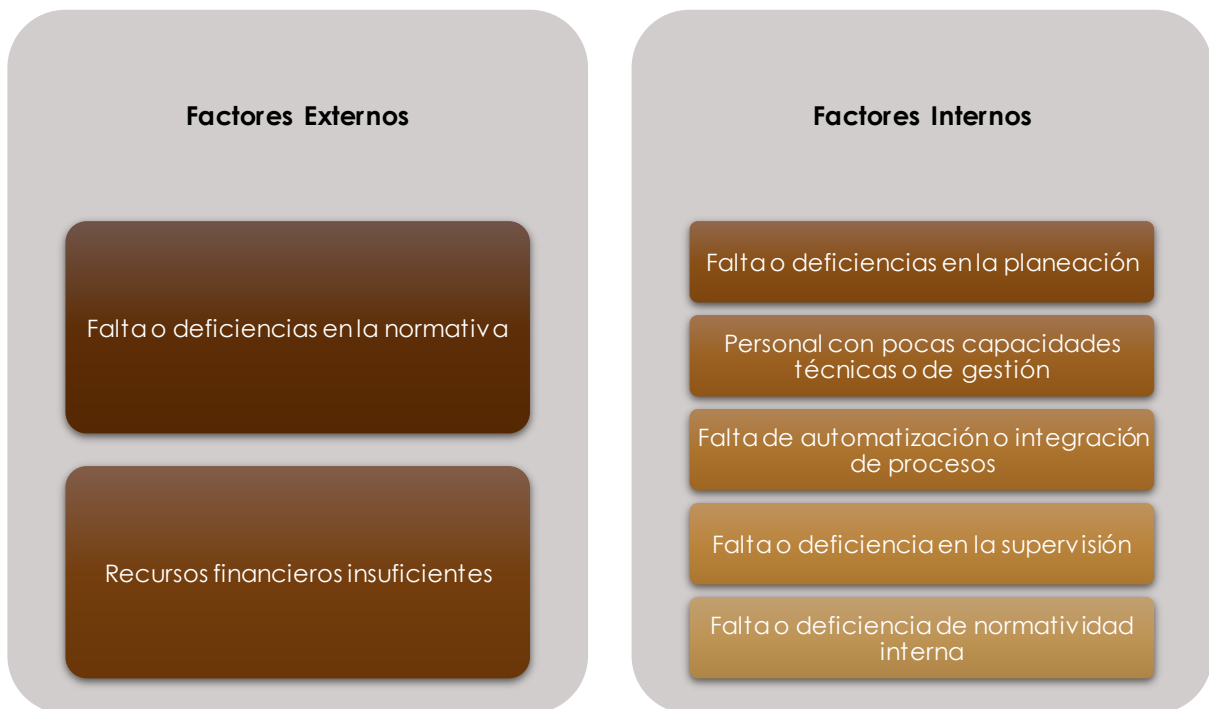 Factores Externos
Falta o deficiencias en la normativa
Recursos financieros insuficientes
Factores Internos
Falta o deficiencias en la planeación
Personal con pocas capacidades
técnicas o de gestión
Falta de automatización o integración
de procesos
Falta o deficiencia en la supervisión
Falta o deficiencia de normatividad
interna